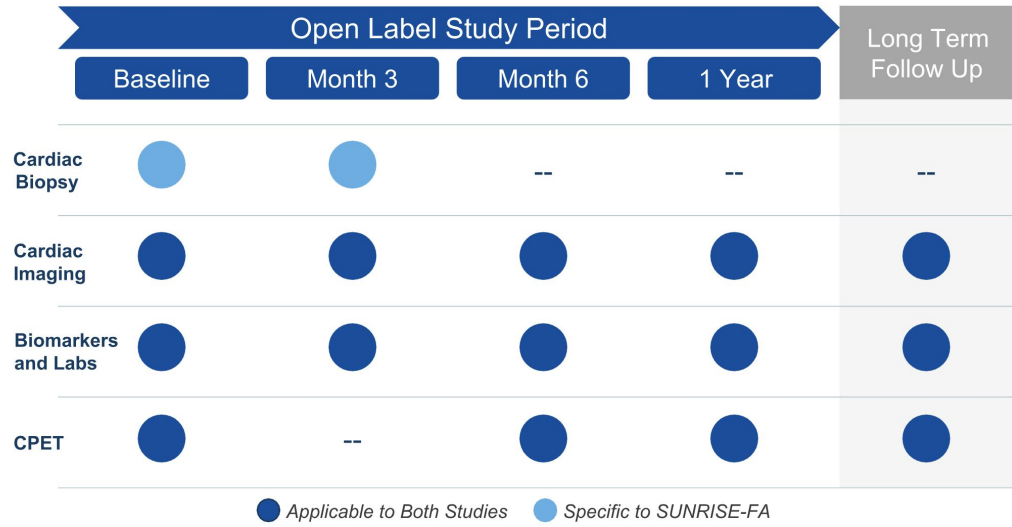 Open Label Study Period
Long Term
Follow Up
Baseline
Month 3
Month 6
1 Year
Cardiac
Biopsy
--
--
--
Cardiac
Imaging
Biomarkers
and Labs
CPET
--
Applicable to Both Studies
Specific to SUNRISE-FA